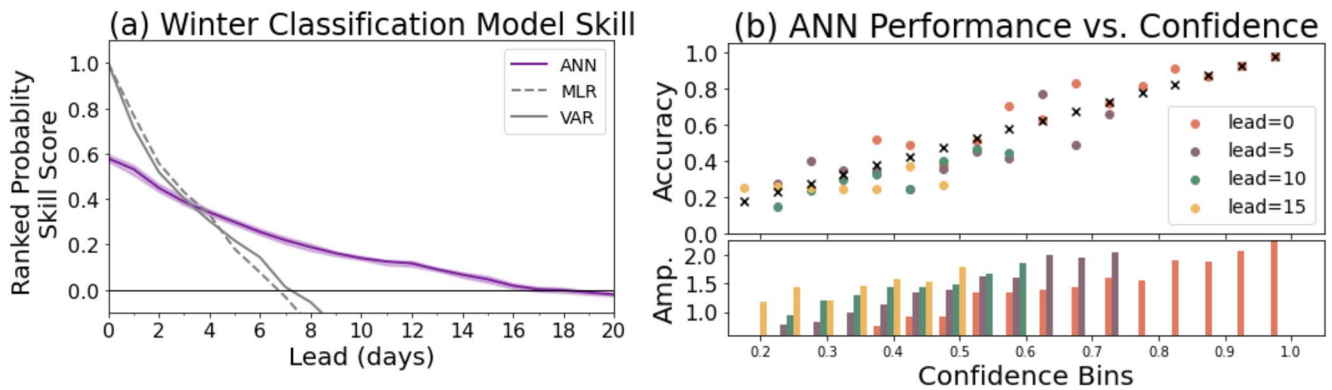 (a) Winter Classification Model Skill
Ranked Probablity
Skill Score
1.0
0.8
0.6
0.4
0.2
0.0
ANN
MLR
VAR
0 2 4 6 8 10 12 14 16 18 20
Lead (days)
(b) ANN Performance vs. Confidence
Accuracy
1.0
0.8
0.6
0.4
0.2
0.0
lead=0
lead=5
lead=10
lead=15
Amp.
2.0
1.5
1.0
0.2 0.3 0.4 0.5 0.6 0.7 0.8 0.9 1.0
Confidence Bins